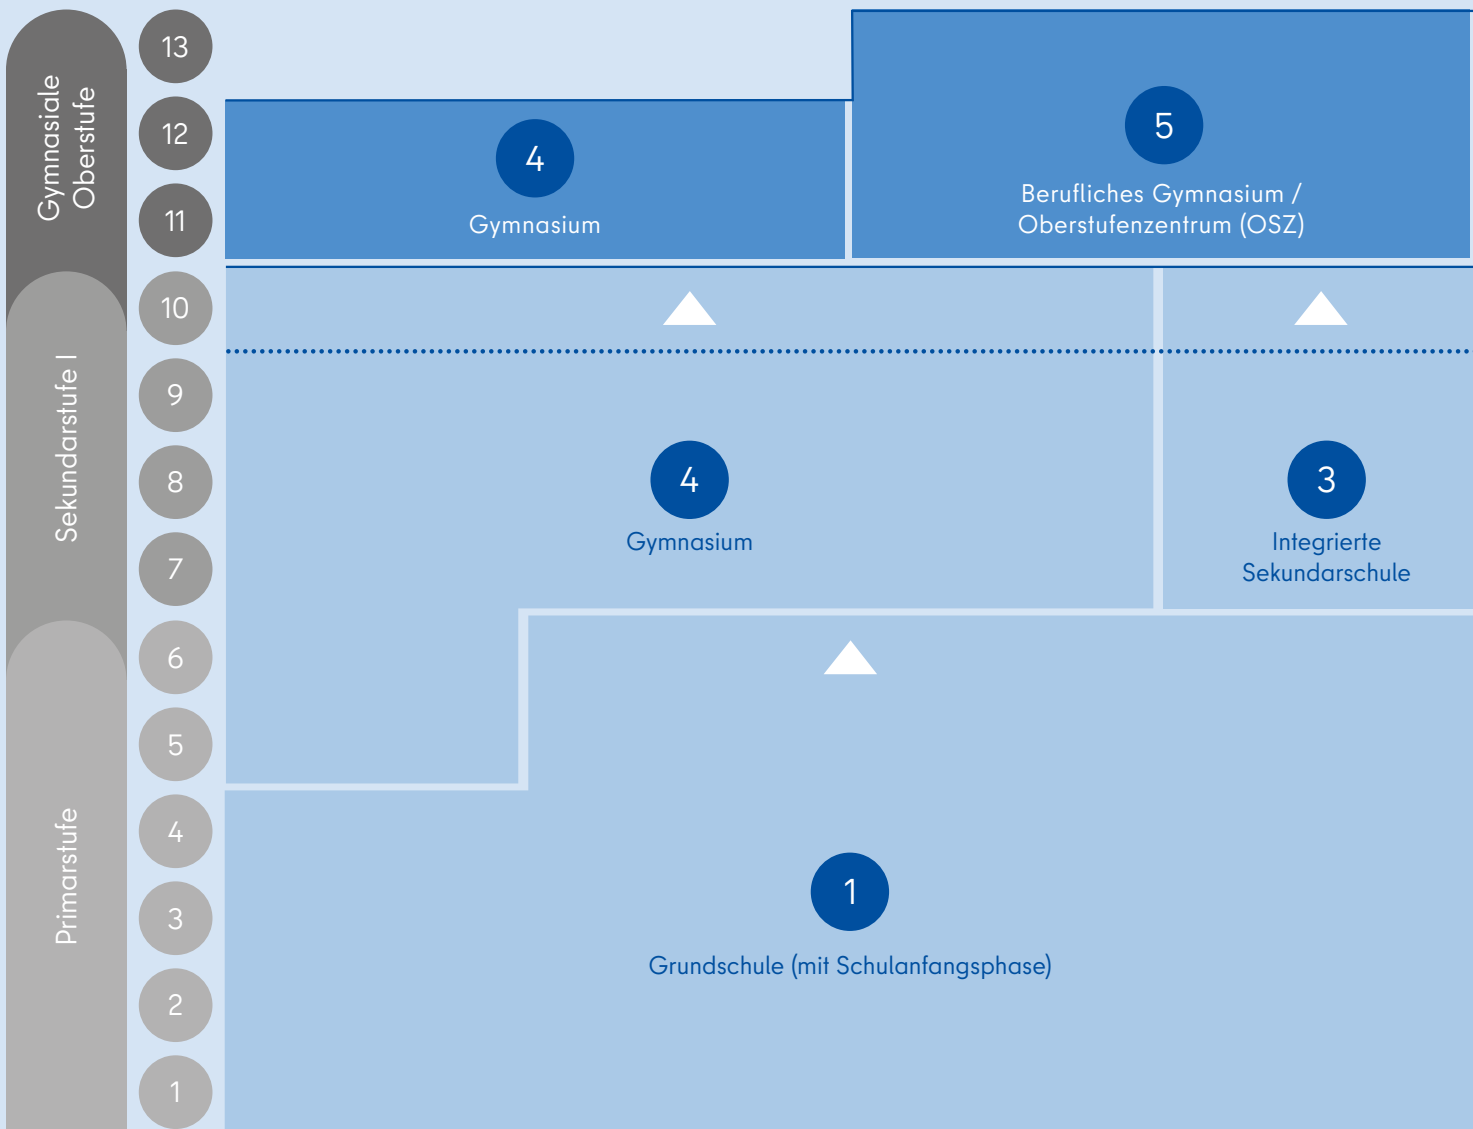 Gymnasiale
Oberstufe
13
12
11
4
Gymnasium
5
Berufliches Gymnasium /
Oberstufenzentrum (OSZ)
Sekundarstufe I
10
9
8
7
4
Gymnasium
3
Integrierte
Sekundarschule
Primarstufe
6
5
4
3
2
1
1
Grundschule (mit Schulanfangsphase)